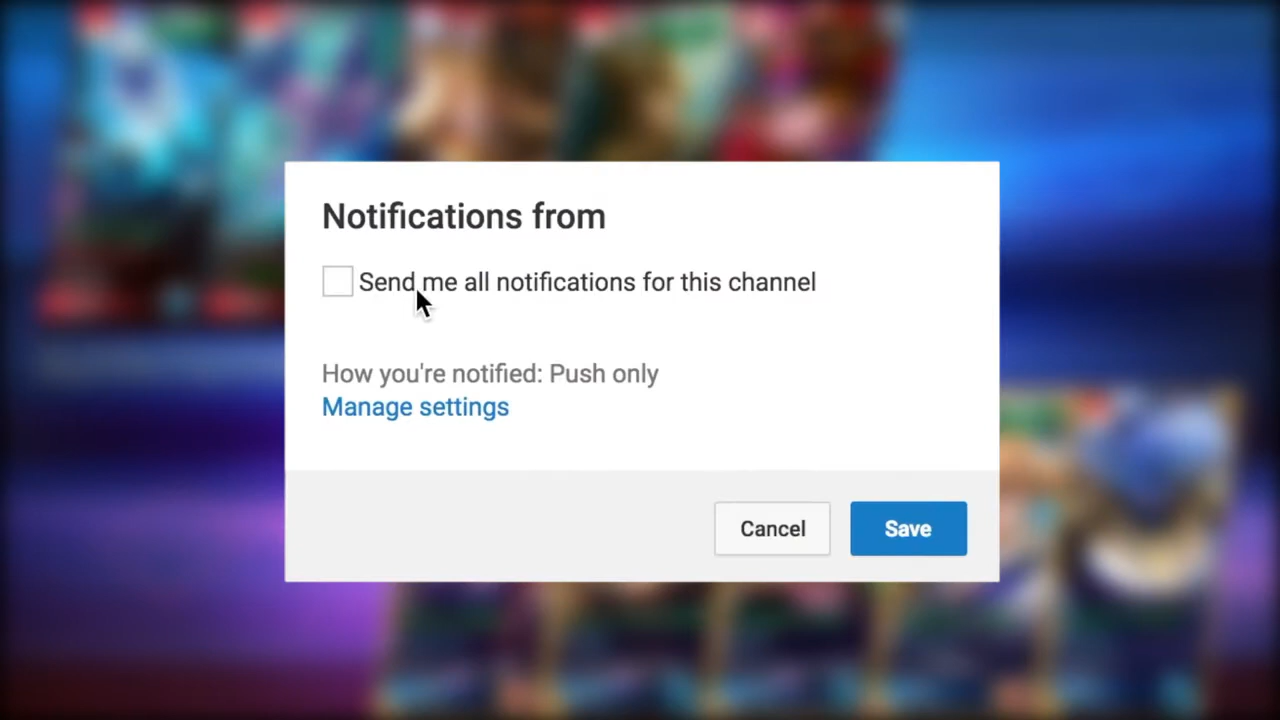 Notifications from
Send me all notifications for this channel
How you're notified: Push only
Manage settings
Cancel
Save